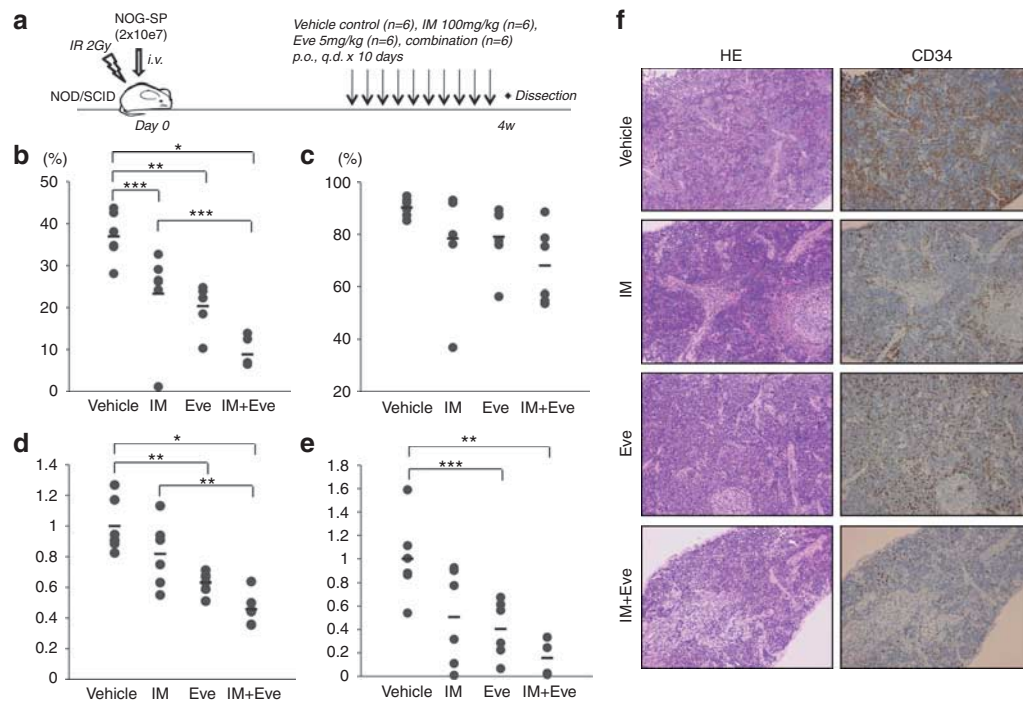 a
NOG-SP
(2x10e7)
IR 2Gy
i.v.
NOD/SCID
Day 0
Vehicle control (n=6), IM 100mg/kg (n=6),
Eve 5mg/kg (n=6), combination (n=6)
p.o., q.d. x 10 days
Dissection
4w
b
(%)
*
**
***
***
50
40
30
20
10
0
Vehicle IM Eve IM+Eve
c
(%)
100
80
60
40
20
Vehicle IM Eve IM+Eve
d
*
**
**
1.4
1.2
1
0.8
0.6
0.4
0.2
0
Vehicle IM Eve IM+Eve
e
**
***
1.8
1.6
1.4
1.2
1
0.8
0.6
0.4
0.2
0
Vehicle IM Eve IM+Eve
f
HE CD34
Vehicle
IM
Eve
IM+Eve